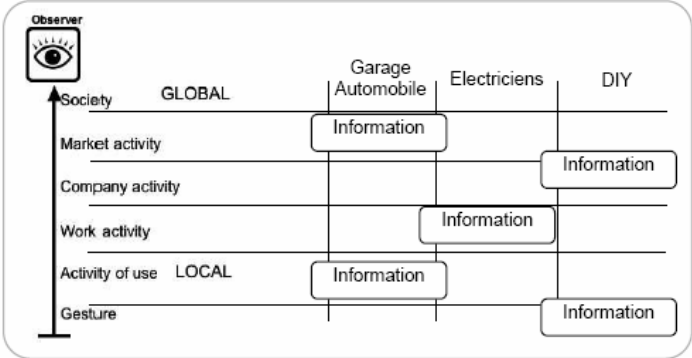 Observer
Garage
Automobile
Electriciens
DIY
Society
GLOBAL
Information
Market activity
Information
Company activity
Information
Work activity
Activity of use
LOCAL
Information
Gesture
Information